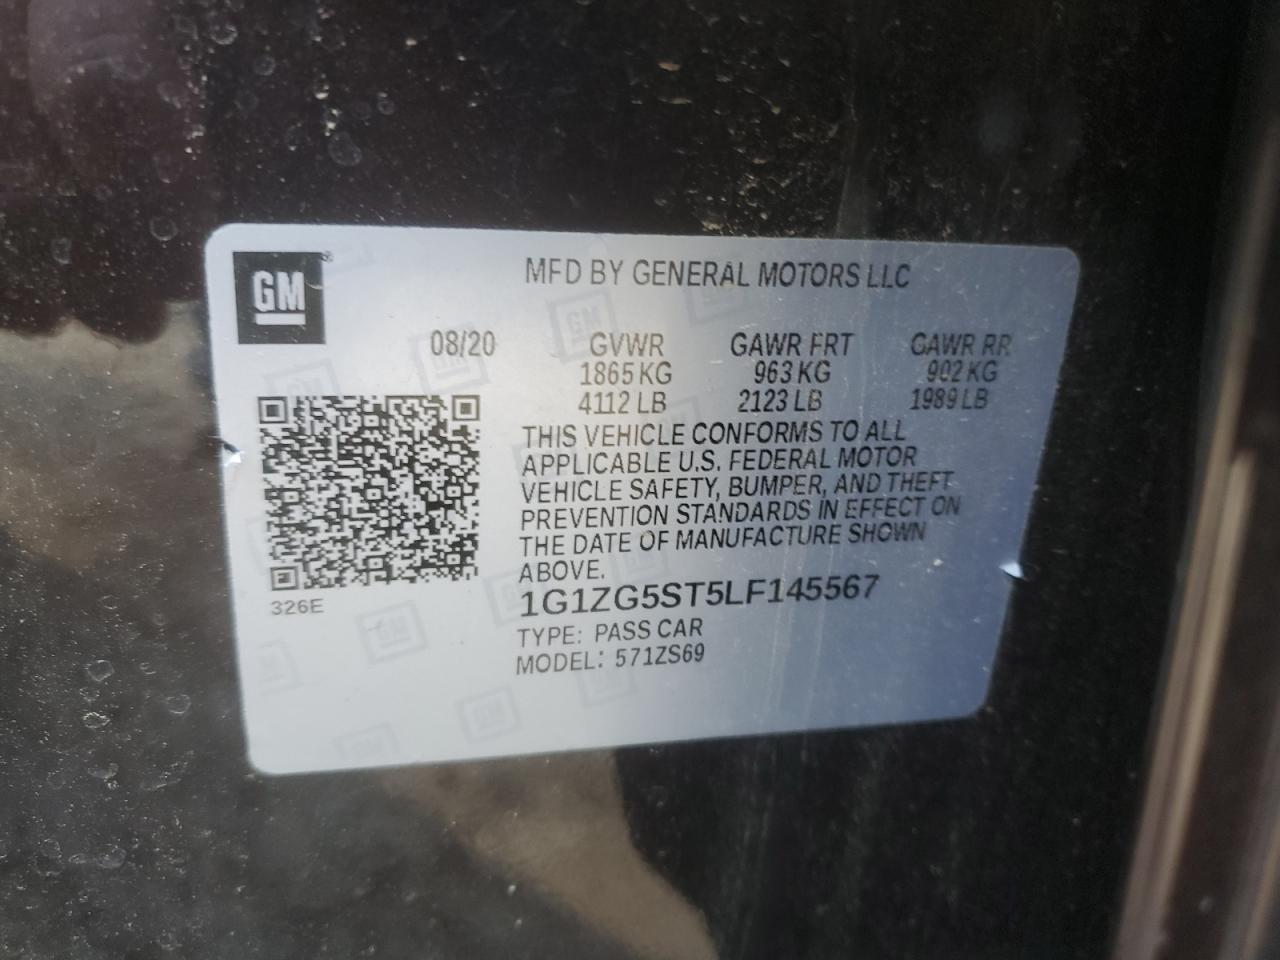 GM
MFD BY GENERAL MOTORS LLC
08/20 GVWR GAWR FRT GAWR RR
1865 KG 963 KG 902 KG
4112 LB 2123 LB 1989 LB
THIS VEHICLE CONFORMS TO ALL
APPLICABLE U.S. FEDERAL MOTOR
VEHICLE SAFETY, BUMPER, AND THEFT
PREVENTION STANDARDS IN EFFECT ON
THE DATE OF MANUFACTURE SHOWN
ABOVE.
326E
1G1ZG5ST5LF145567
TYPE: PASS CAR
MODEL: 571ZS69